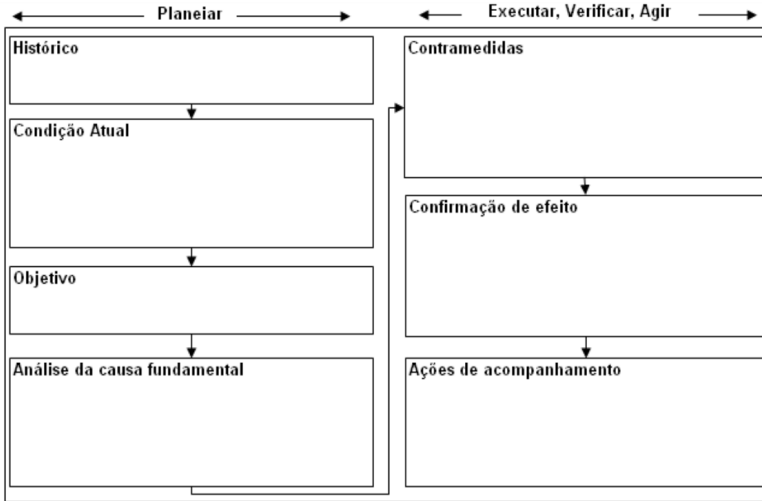 Planeiar
Executar, Verificar, Agir
Histórico
Condição Atual
Objetivo
Análise da causa fundamental
Contramedidas
Confirmação de efeito
Ações de acompanhamento